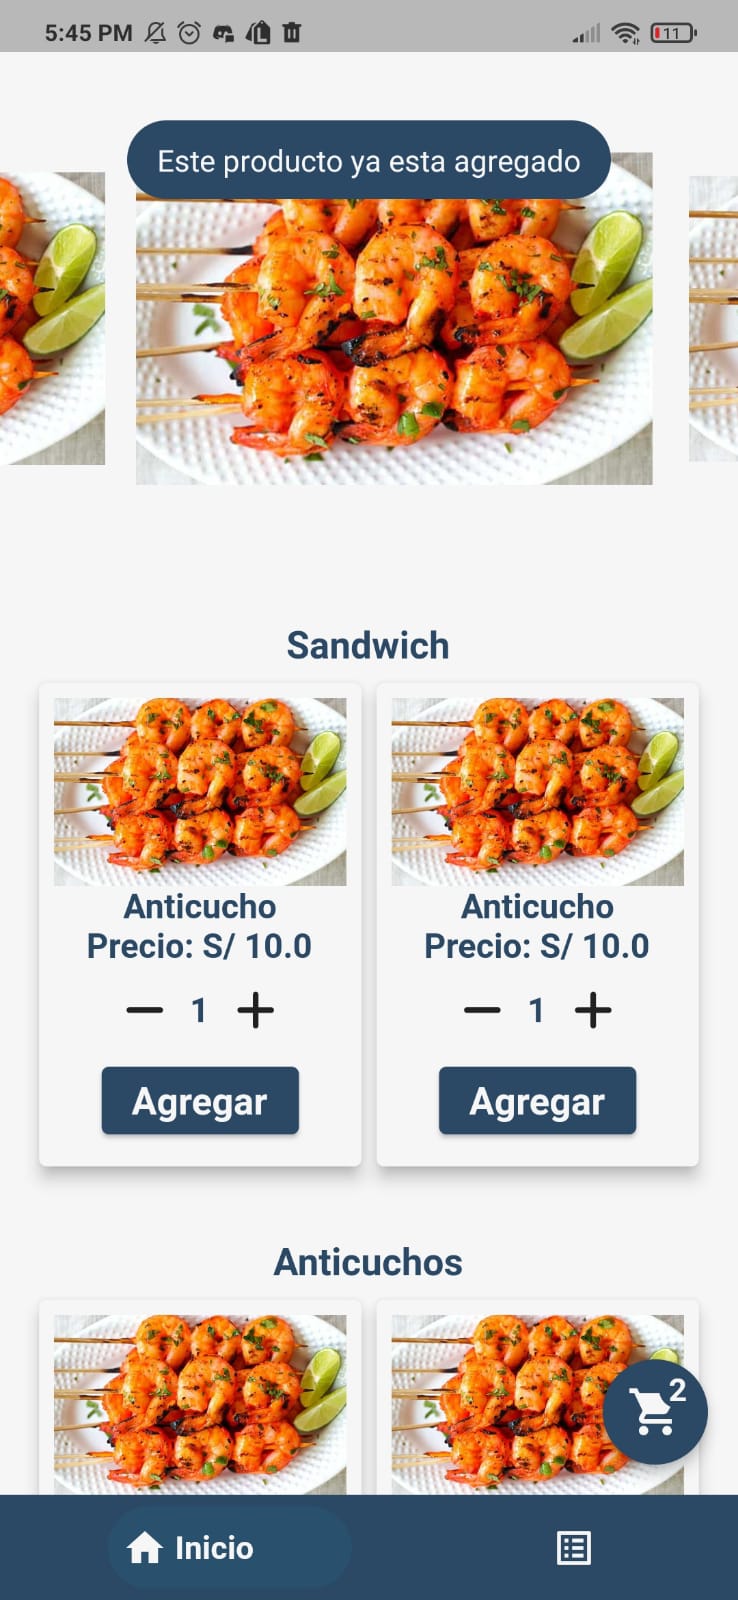 5:45 PM
11
Este producto ya esta agregado
Sandwich
Anticucho
Precio: S/ 10.0
1
Agregar
Anticucho
Precio: S/ 10.0
1
Agregar
Anticuchos
2
Inicio